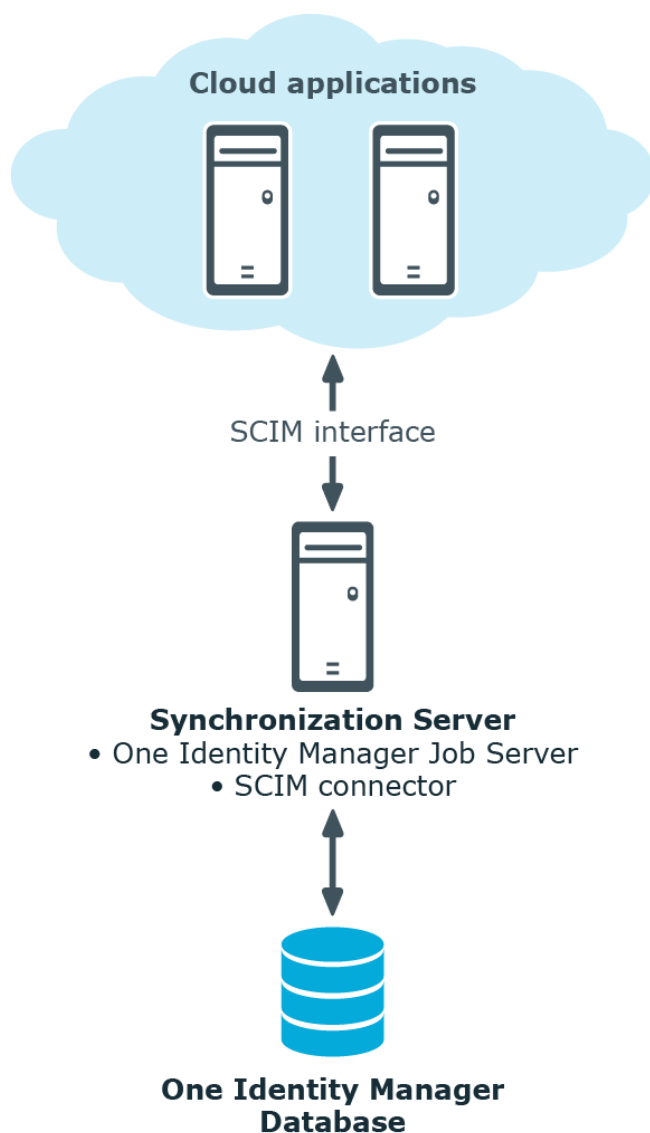 Cloud applications
SCIM interface
Synchronization Server
• One Identity Manager Job Server
• SCIM connector
One Identity Manager
Database